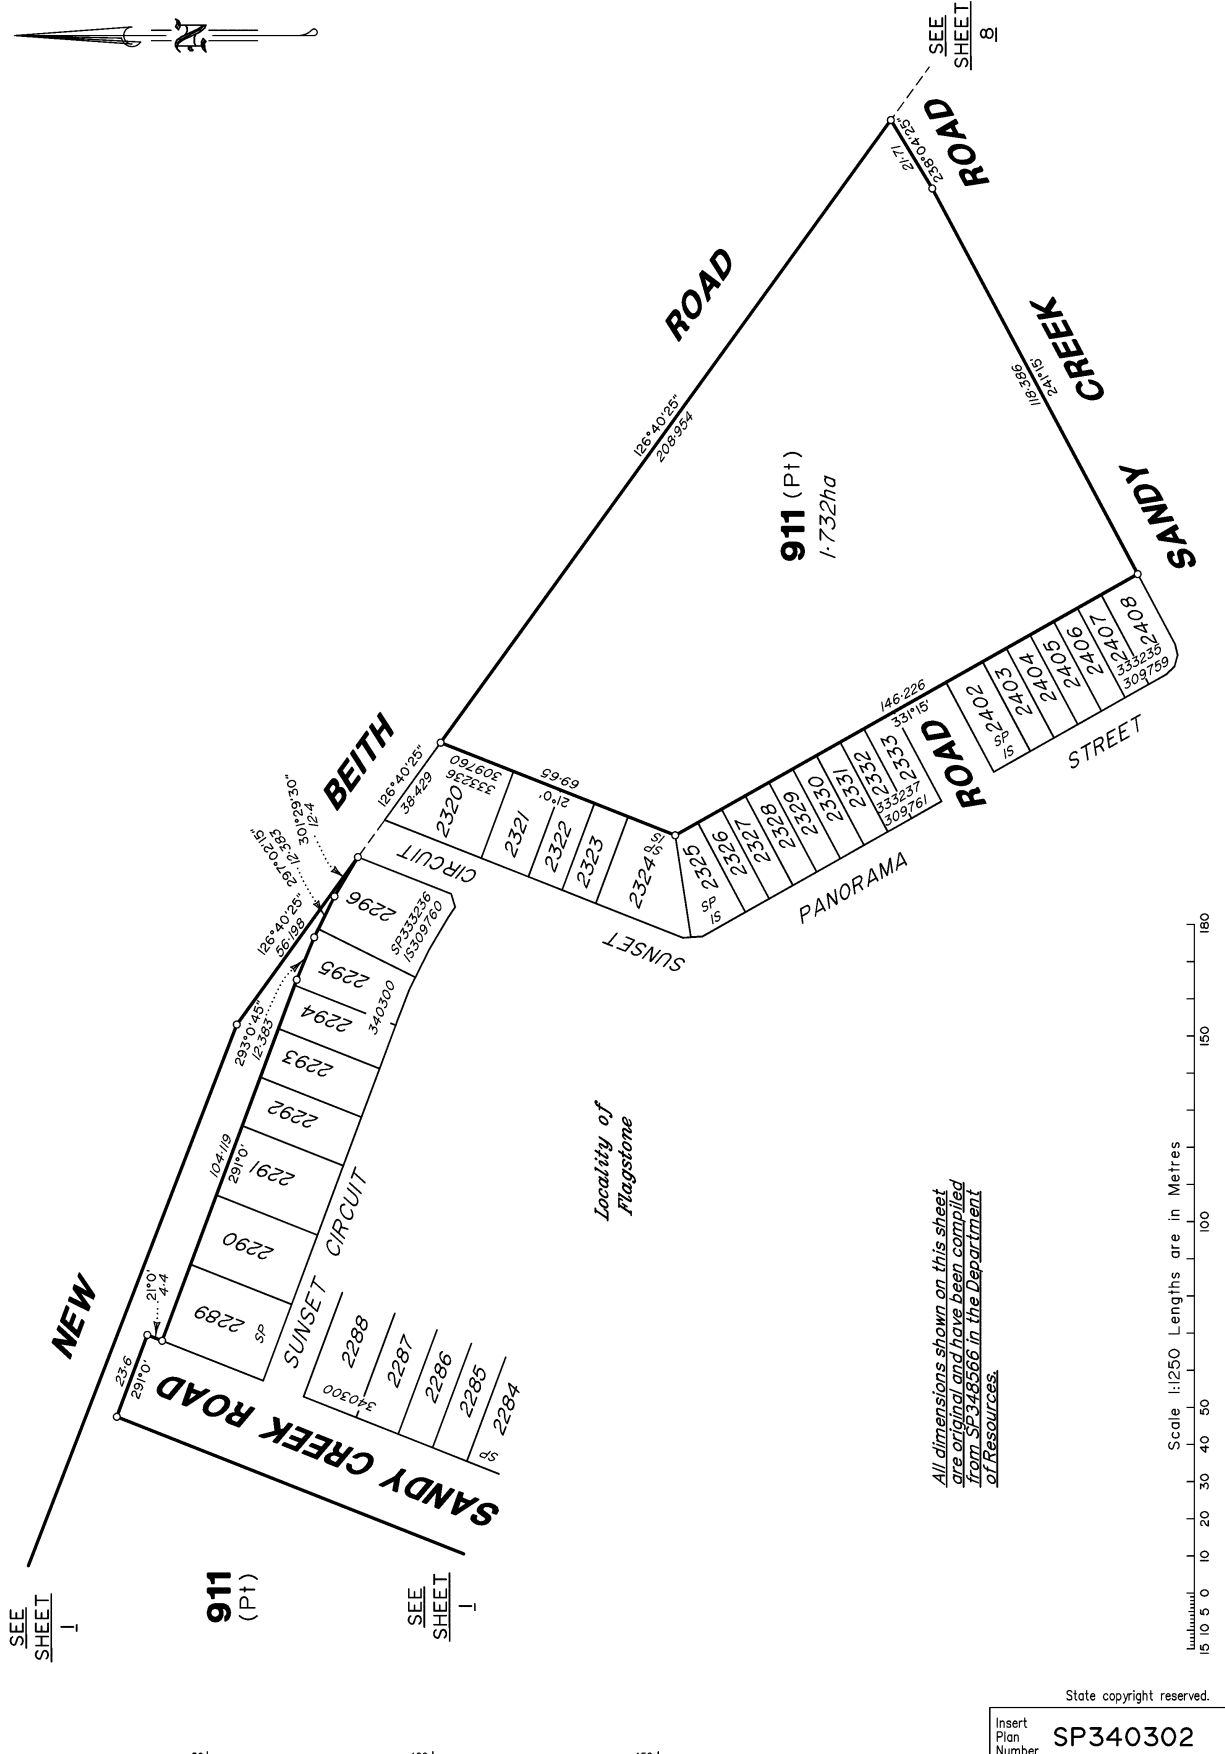 N
SEE
SHEET
8
ROAD
21·71
238°04'25"
ROAD
126°40'25"
208·954
118·386
241°15'
CREEK
911 (Pt)
1·732ha
SANDY
BEITH
126°40'25"
38·429
2320
333236
309760
2321
2322
2323
2324
SP
IS
69·65
21°0'
CIRCUIT
SUNSET
146·226
331°15'
2325
2326
2327
2328
2329
2330
2331
2332
2333
333237
309761
SP
IS
ROAD
PANORAMA
2402
SP
IS
2403
2404
2405
2406
2407
2408
333235
309759
STREET
301°29'30"
12·4
297°02'15"
12·383
126°40'25"
56·198
293°0'45"
12·383
2296
SP333236
IS309760
2295
340300
2294
2293
2292
2291
2290
2289
SP
104·119
291°0'
21°0'
4·4
23·6
291°0'
NEW
SUNSET CIRCUIT
2288
340300
2287
2286
2285
2284
SP
SANDY CREEK ROAD
SEE
SHEET
1
911
(Pt)
SEE
SHEET
1
Locality of
Flagstone
All dimensions shown on this sheet
are original and have been compiled
from SP348566 in the Department
of Resources.
Scale 1:1250 Lengths are in Metres
15 10 5 0 10 20 30 40 50 100 150 180
State copyright reserved.
Insert
Plan
Number
SP340302